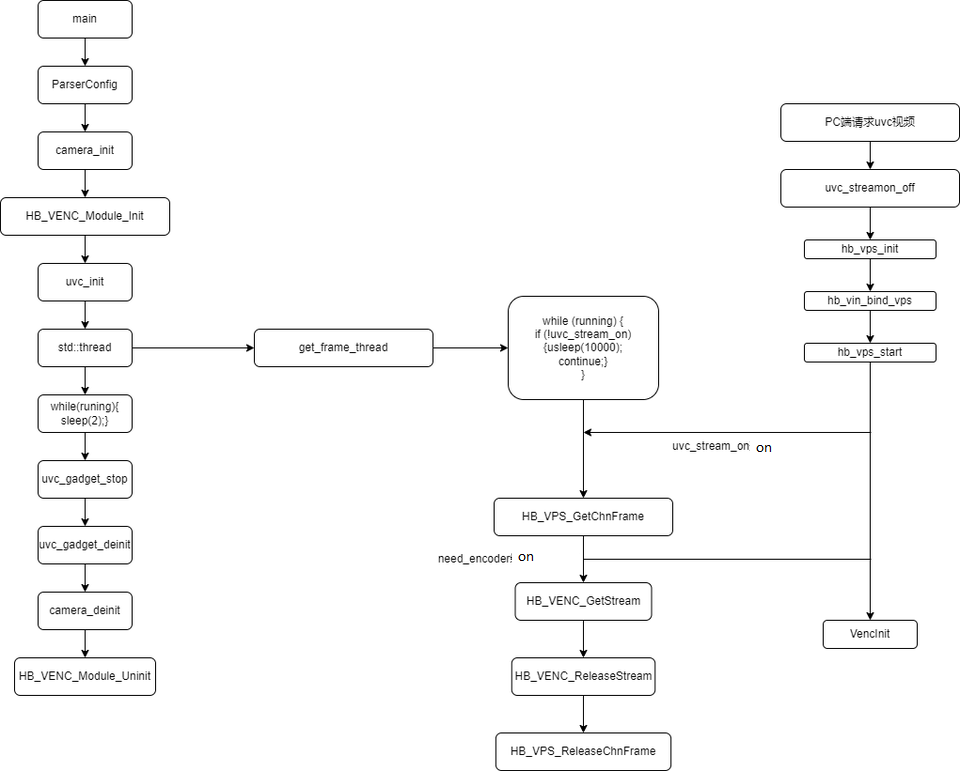 main
ParserConfig
camera_init
HB_VENC_Module_Init
uvc_init
std::thread
while(runing){
sleep(2);}
uvc_gadget_stop
uvc_gadget_deinit
camera_deinit
HB_VENC_Module_Uninit
get_frame_thread
while (running) {
if (!uvc_stream_on)
{usleep(10000);
continue;}
}
uvc_stream_on on
HB_VPS_GetChnFrame
need_encoder on
HB_VENC_GetStream
HB_VENC_ReleaseStream
HB_VPS_ReleaseChnFrame
PC端请求uvc视频
uvc_streamon_off
hb_vps_init
hb_vin_bind_vps
hb_vps_start
VencInit